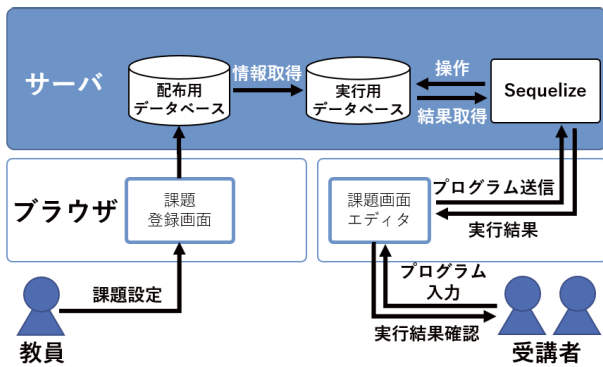 サーバ
配布用
データベース
情報取得
実行用
データベース
操作
結果取得
Sequelize
ブラウザ
課題
登録画面
課題画面
エディタ
プログラム送信
実行結果
課題設定
プログラム
入力
実行結果確認
教員
受講者